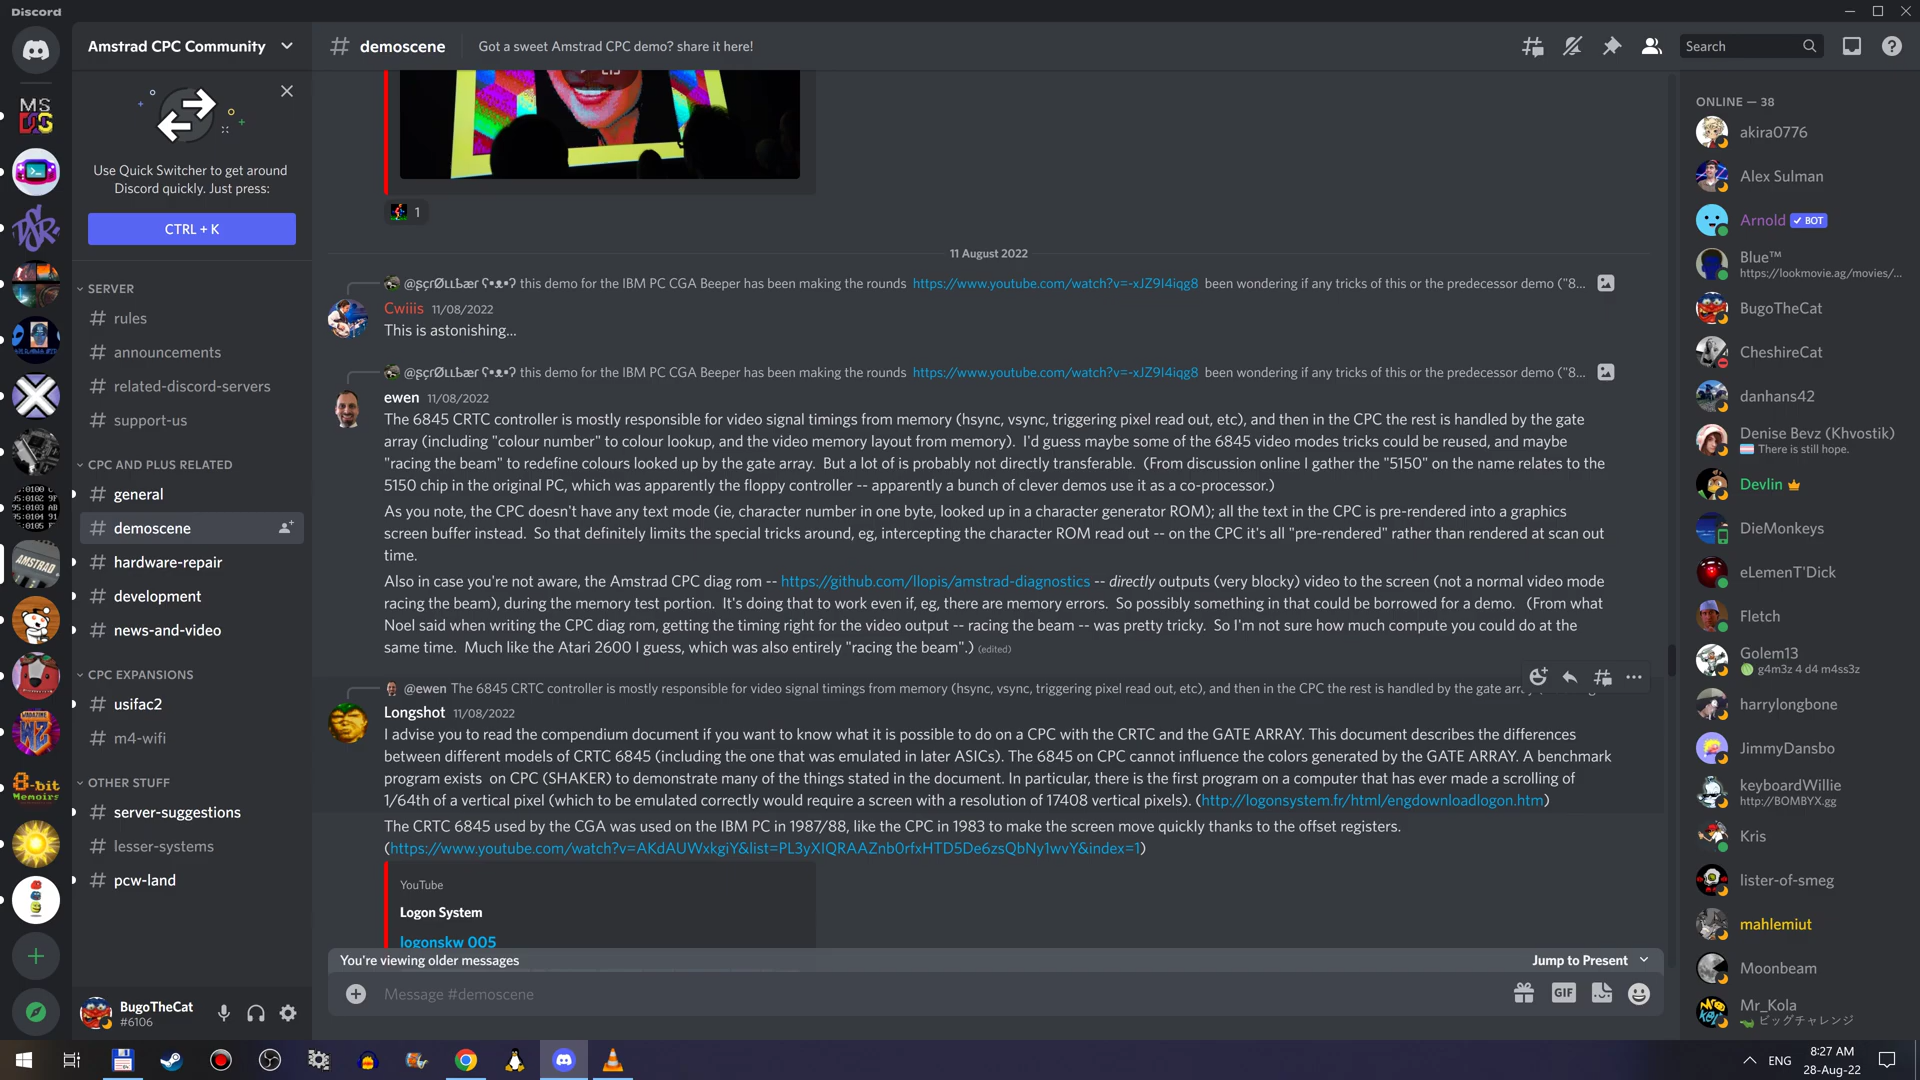 Discord
Amstrad CPC Community
demoscene
Got a sweet Amstrad CPC demo? share it here!
Search
Use Quick Switcher to get around
Discord quickly. Just press:
CTRL + K
SERVER
rules
announcements
related-discord-servers
support-us
CPC AND PLUS RELATED
general
demoscene
hardware-repair
development
news-and-video
CPC EXPANSIONS
usifac2
m4-wifi
OTHER STUFF
server-suggestions
lesser-systems
pcw-land
BugoTheCat
#6106
1
11 August 2022
this demo for the IBM PC CGA Beeper has been making the rounds https://www.youtube.com/watch?v=-xJZ9I4iqg8 been wondering if any tricks of this or the predecessor demo ("8...
Cwiiis 11/08/2022
This is astonishing...
this demo for the IBM PC CGA Beeper has been making the rounds https://www.youtube.com/watch?v=-xJZ9I4iqg8 been wondering if any tricks of this or the predecessor demo ("8...
ewen 11/08/2022
The 6845 CRTC controller is mostly responsible for video signal timings from memory (hsync, vsync, triggering pixel read out, etc), and then in the CPC the rest is handled by the gate
array (including "colour number" to colour lookup, and the video memory layout from memory). I'd guess maybe some of the 6845 video modes tricks could be reused, and maybe
"racing the beam" to redefine colours looked up by the gate array. But a lot of is probably not directly transferable. (From discussion online I gather the "5150" on the name relates to the
5150 chip in the original PC, which was apparently the floppy controller -- apparently a bunch of clever demos use it as a co-processor.)
As you note, the CPC doesn't have any text mode (ie, character number in one byte, looked up in a character generator ROM); all the text in the CPC is pre-rendered into a graphics
screen buffer instead. So that definitely limits the special tricks around, eg, intercepting the character ROM read out -- on the CPC it's all "pre-rendered" rather than rendered at scan out
time.
Also in case you're not aware, the Amstrad CPC diag rom -- https://github.com/llopis/amstrad-diagnostics -- directly outputs (very blocky) video to the screen (not a normal video mode
racing the beam), during the memory test portion. It's doing that to work even if, eg, there are memory errors. So possibly something in that could be borrowed for a demo. (From what
Noel said when writing the CPC diag rom, getting the timing right for the video output -- racing the beam -- was pretty tricky. So I'm not sure how much compute you could do at the
same time. Much like the Atari 2600 I guess, which was also entirely "racing the beam".) (edited)
@ewen The 6845 CRTC controller is mostly responsible for video signal timings from memory (hsync, vsync, triggering pixel read out, etc), and then in the CPC the rest is handled by the gate
Longshot 11/08/2022
I advise you to read the compendium document if you want to know what it is possible to do on a CPC with the CRTC and the GATE ARRAY. This document describes the differences
between different models of CRTC 6845 (including the one that was emulated in later ASICs). The 6845 on CPC cannot influence the colors generated by the GATE ARRAY. A benchmark
program exists on CPC (SHAKER) to demonstrate many of the things stated in the document. In particular, there is the first program on a computer that has ever made a scrolling of
1/64th of a vertical pixel (which to be emulated correctly would require a screen with a resolution of 17408 vertical pixels). (http://logonsystem.fr/html/engdownloadlogon.htm)
The CRTC 6845 used by the CGA was used on the IBM PC in 1987/88, like the CPC in 1983 to make the screen move quickly thanks to the offset registers.
(https://www.youtube.com/watch?v=AKdAUWxkgiY&list=PL3yXIQRAAZnb0rfxHTD5De6zsQbNy1wvY&index=1)
YouTube
Logon System
logonskw 005
You're viewing older messages
Jump to Present
Message #demoscene
GIF
ONLINE — 38
akira0776
Alex Sulman
Arnold BOT
Blue™
https://lookmovie.ag/movies/...
BugoTheCat
CheshireCat
danhans42
Denise Bevz (Khvostik)
There is still hope.
Devlin
DieMonkeys
eLemenT'Dick
Fletch
Golem13
g4m3z 4 d4 m4ss3z
harrylongbone
JimmyDansbo
keyboardWillie
http://BOMBYX.gg
Kris
lister-of-smeg
mahlemiut
Moonbeam
Mr_Kola
ビッグチャレンジ
AMSTRAD
8-bit
Memoirs
ENG
8:27 AM
28-Aug-22